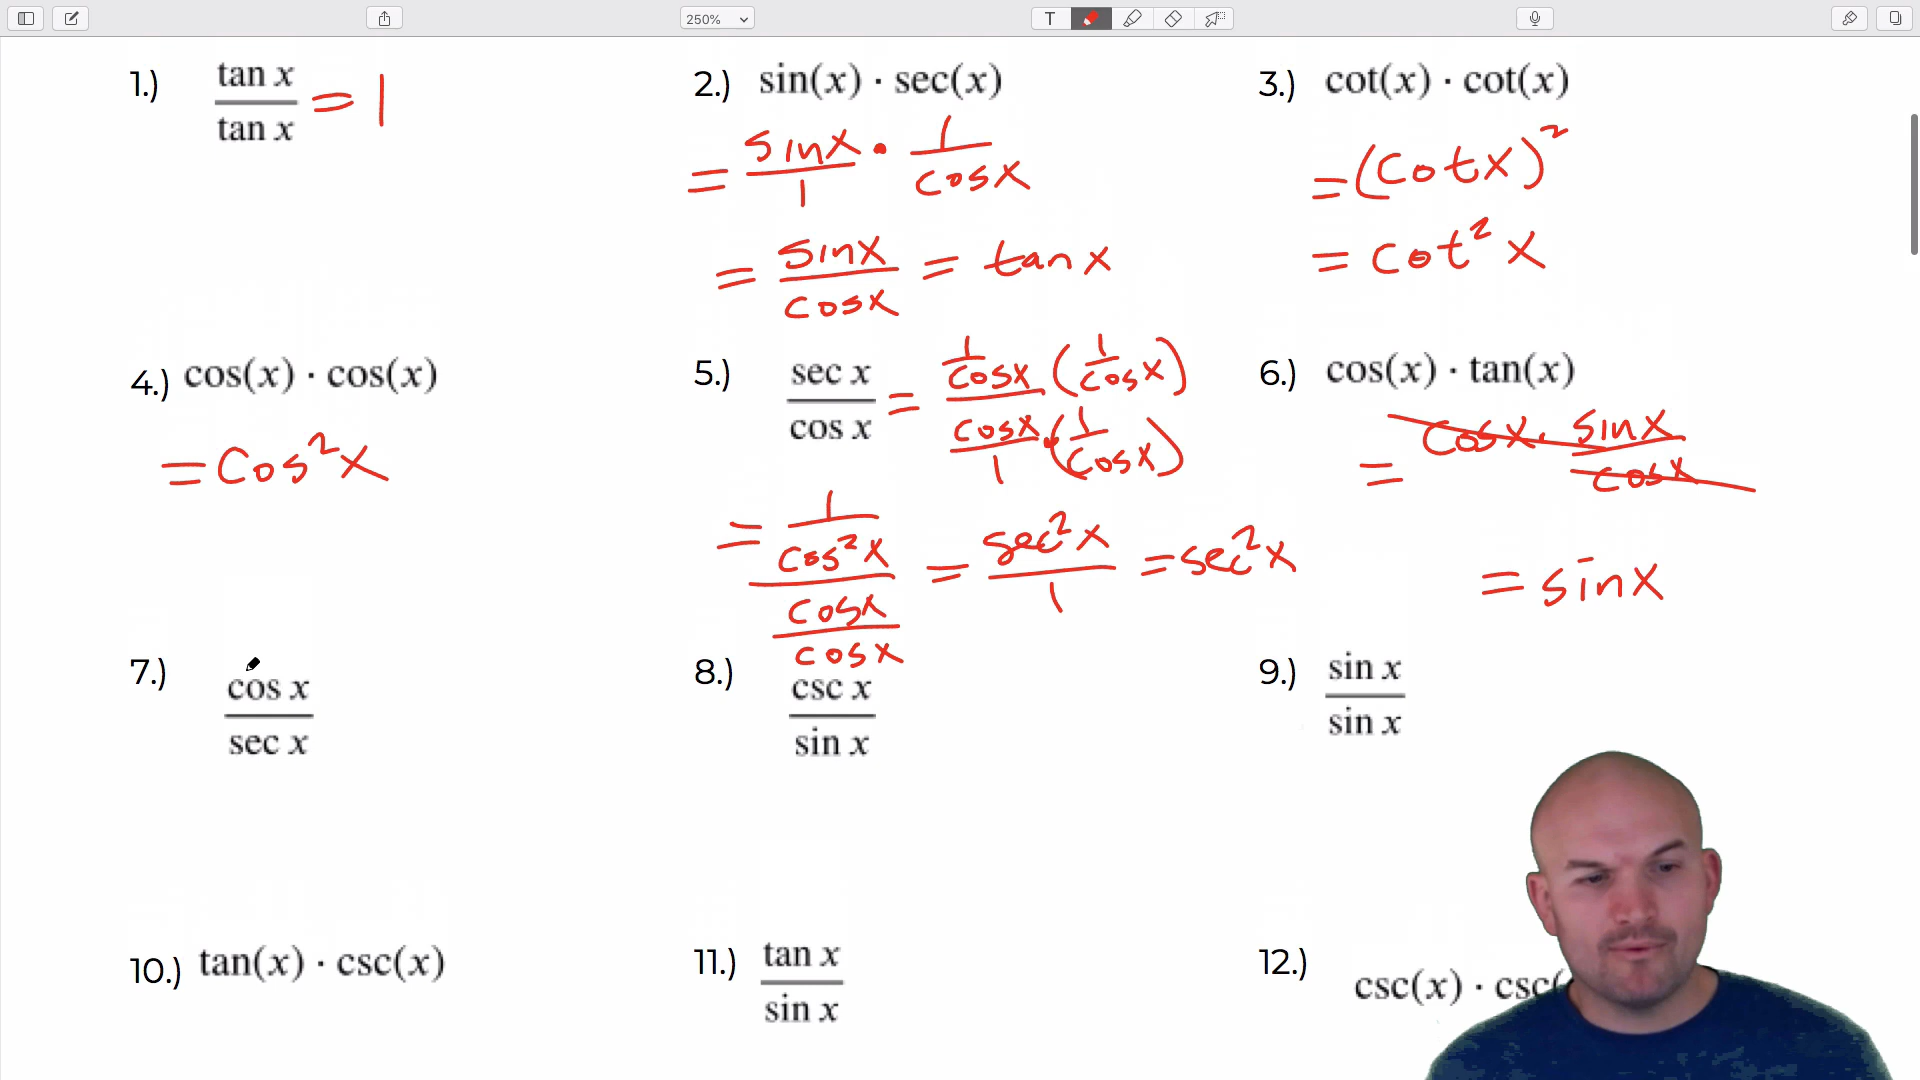 250%
T
1.) tan x / tan x = 1
2.) sin(x) · sec(x)
= sinx / 1 · 1 / cosx
= sinx / cosx = tan x
3.) cot(x) · cot(x)
= (cotx)²
= cot² x
4.) cos(x) · cos(x)
= cos²x
5.) sec x / cos x = 1/cosx (1/cosx) / cosx/1 · (1/cosx)
= 1/cos²x / cosx/cosx = sec²x / 1 = sec²x
6.) cos(x) · tan(x)
= cosx · sinx / cosx
= sinx
7.) cos x / sec x
8.) csc x / sin x
9.) sin x / sin x
10.) tan(x) · csc(x)
11.) tan x / sin x
12.) csc(x) · csc(